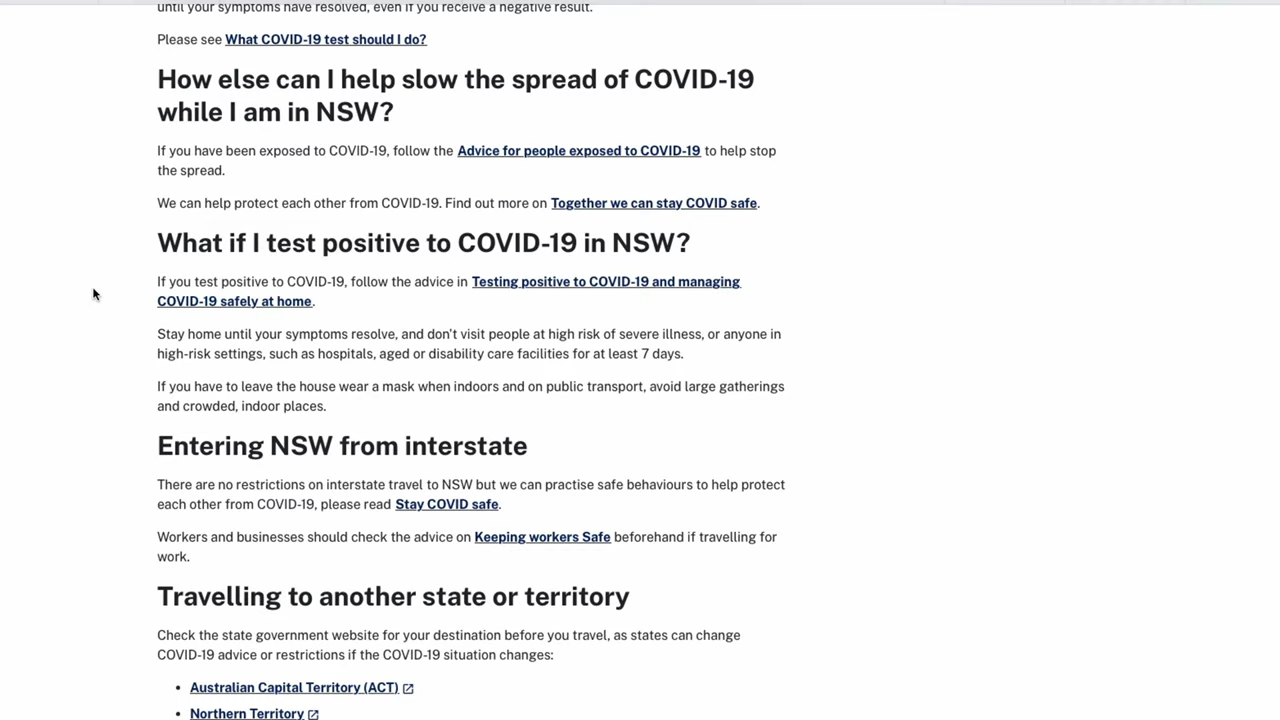 until your symptoms have resolved, even if you receive a negative result.
Please see What COVID-19 test should I do?
How else can I help slow the spread of COVID-19
while I am in NSW?
If you have been exposed to COVID-19, follow the Advice for people exposed to COVID-19 to help stop
the spread.
We can help protect each other from COVID-19. Find out more on Together we can stay COVID safe.
What if I test positive to COVID-19 in NSW?
If you test positive to COVID-19, follow the advice in Testing positive to COVID-19 and managing
COVID-19 safely at home.
Stay home until your symptoms resolve, and don't visit people at high risk of severe illness, or anyone in
high-risk settings, such as hospitals, aged or disability care facilities for at least 7 days.
If you have to leave the house wear a mask when indoors and on public transport, avoid large gatherings
and crowded, indoor places.
Entering NSW from interstate
There are no restrictions on interstate travel to NSW but we can practise safe behaviours to help protect
each other from COVID-19, please read Stay COVID safe.
Workers and businesses should check the advice on Keeping workers Safe beforehand if travelling for
work.
Travelling to another state or territory
Check the state government website for your destination before you travel, as states can change
COVID-19 advice or restrictions if the COVID-19 situation changes:
• Australian Capital Territory (ACT)
• Northern Territory